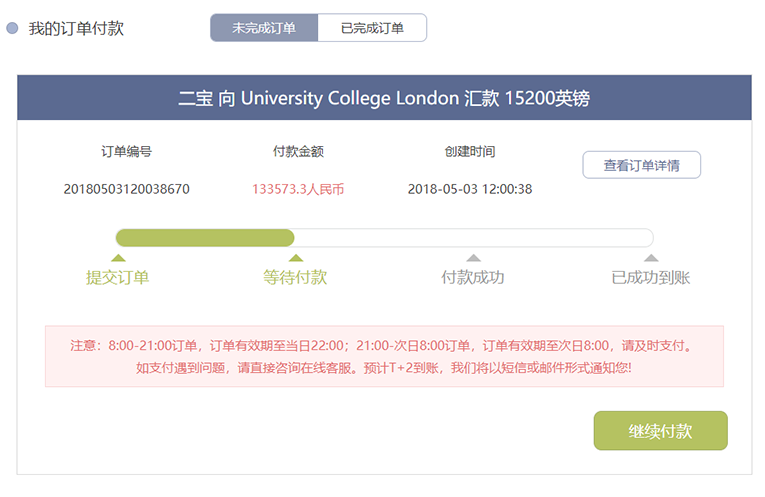 我的订单付款
未完成订单
已完成订单
二宝 向 University College London 汇款 15200英镑
订单编号
付款金额
创建时间
查看订单详情
20180503120038670
133573.3人民币
2018-05-03 12:00:38
提交订单
等待付款
付款成功
已成功到账
注意：8:00-21:00订单，订单有效期至当日22:00；21:00-次日8:00订单，订单有效期至次日8:00，请及时支付。
如支付遇到问题，请直接咨询在线客服。预计T+2到账，我们将以短信或邮件形式通知您!
继续付款